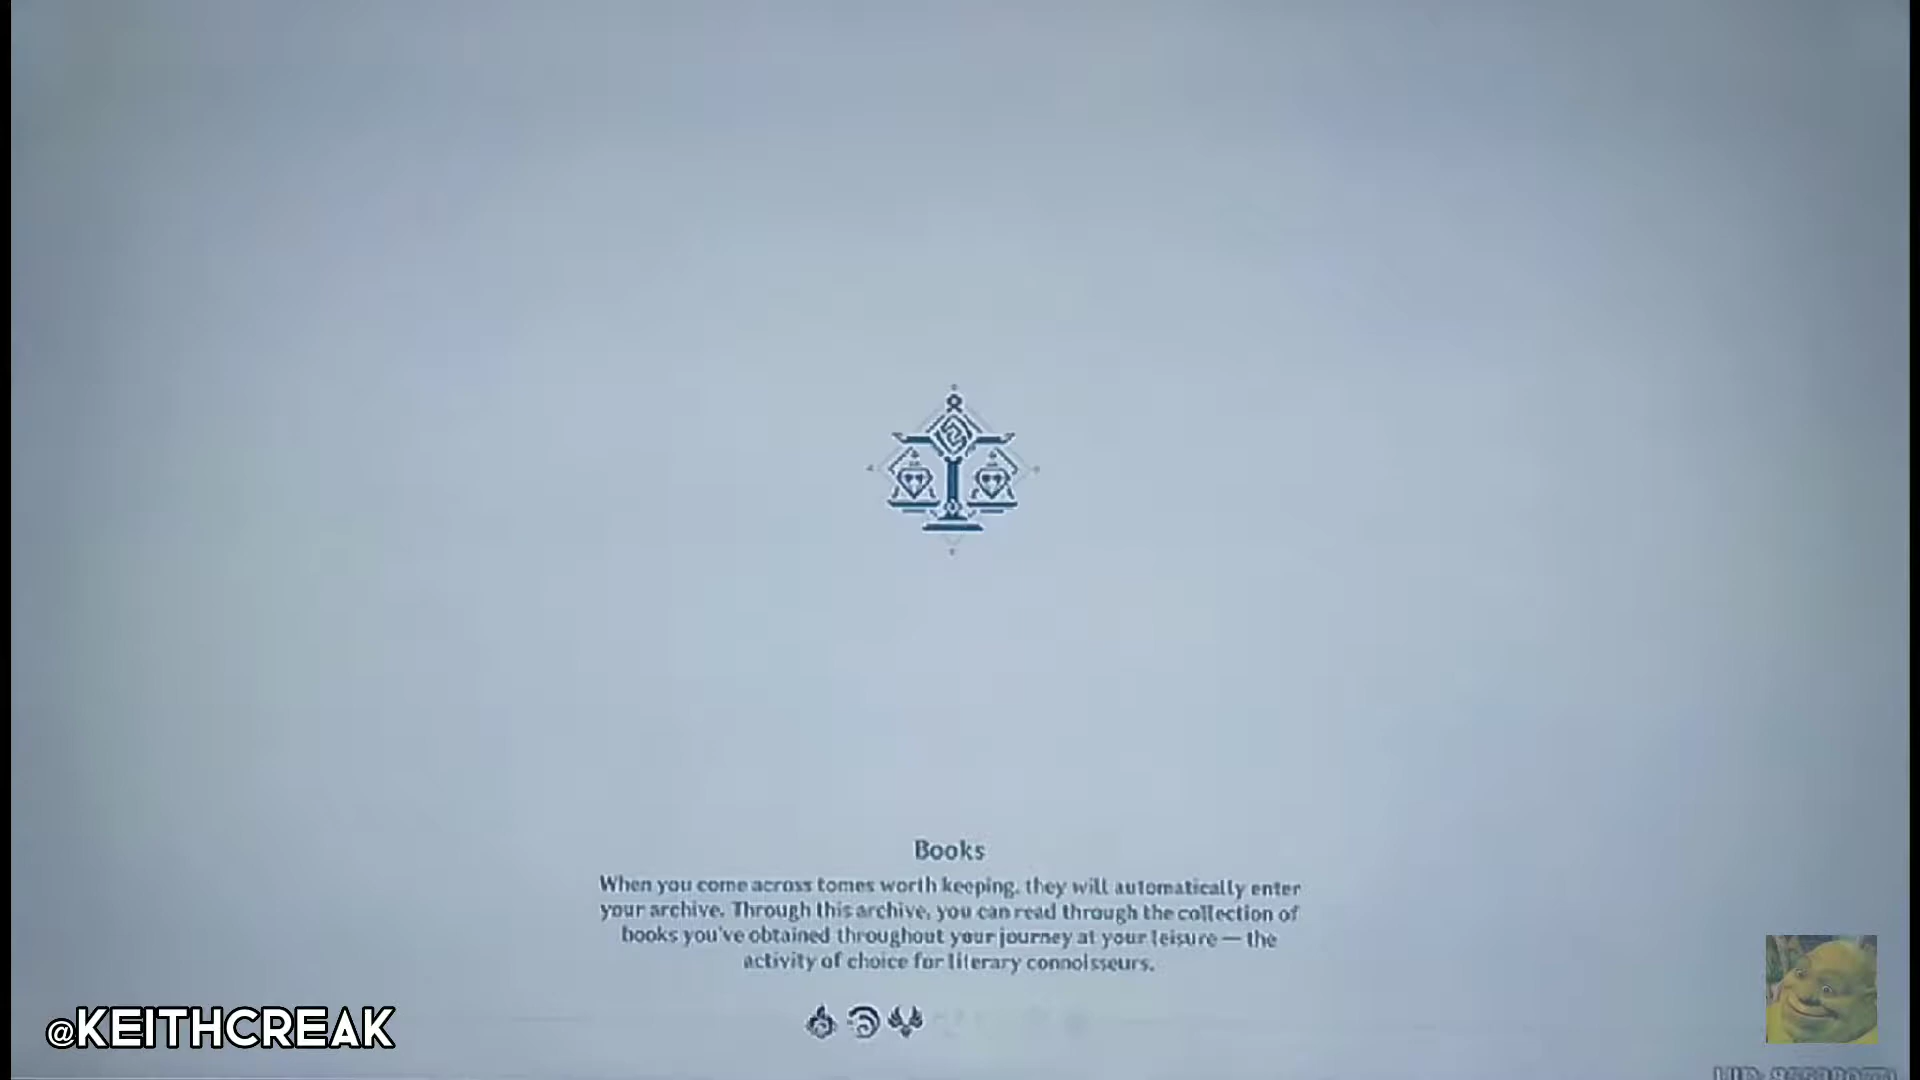 Books
When you come across tomes worth keeping, they will automatically enter
your archive. Through this archive, you can read through the collection of
books you've obtained throughout your journey at your leisure — the
activity of choice for literary connoisseurs.
@KEITHCREAK
UID: